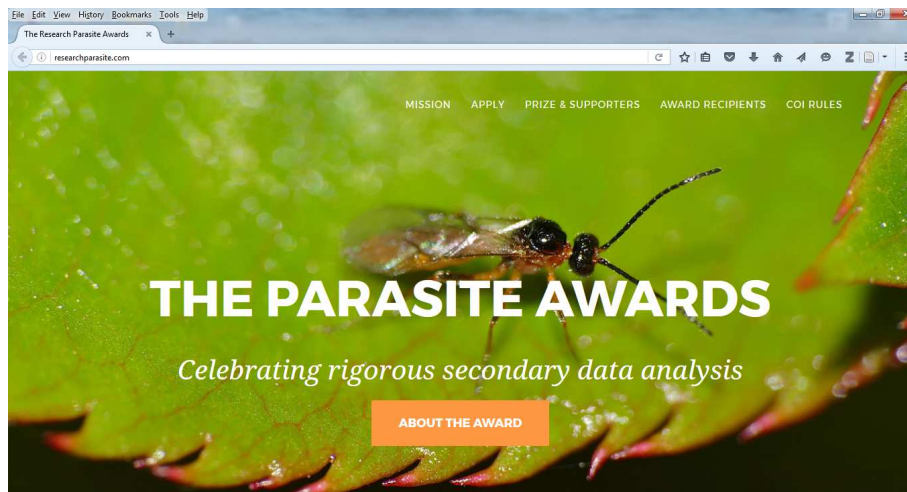 File Edit View History Bookmarks Tools Help
The Research Parasite Awards
researchparasite.com
MISSION APPLY PRIZE & SUPPORTERS AWARD RECIPIENTS COI RULES
THE PARASITE AWARDS
Celebrating rigorous secondary data analysis
ABOUT THE AWARD